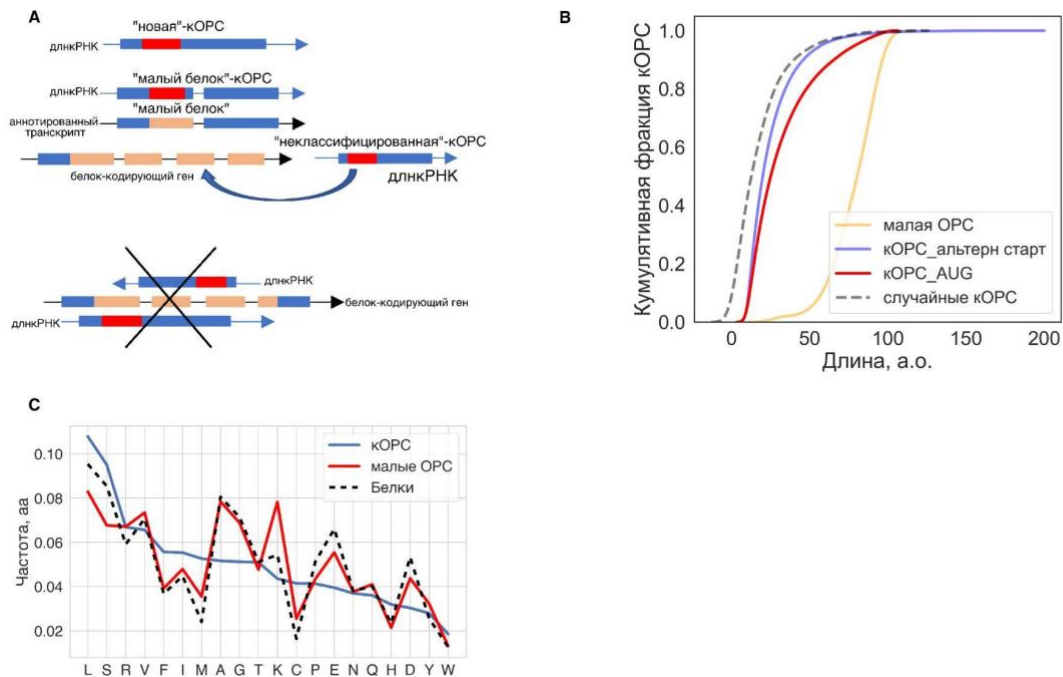 A
"новая"-кОРС
длнкРНК
"малый белок"-кОРС
длнкРНК
"малый белок"
аннотированный
транскрипт
"неклассифицированная"-кОРС
белок-кодирующий ген
длнкРНК
длнкРНК
белок-кодирующий ген
длнкРНК
B
Кумулятивная фракция кОРС
1.0
0.8
0.6
0.4
0.2
0.0
малая ОРС
кОРС_альтерн старт
кОРС_AUG
случайные кОРС
0 50 100 150 200
Длина, а.о.
C
Частота, аа
0.10
0.08
0.06
0.04
0.02
кОРС
малые ОРС
Белки
L S R V F I M A G T K C P E N Q H D Y W